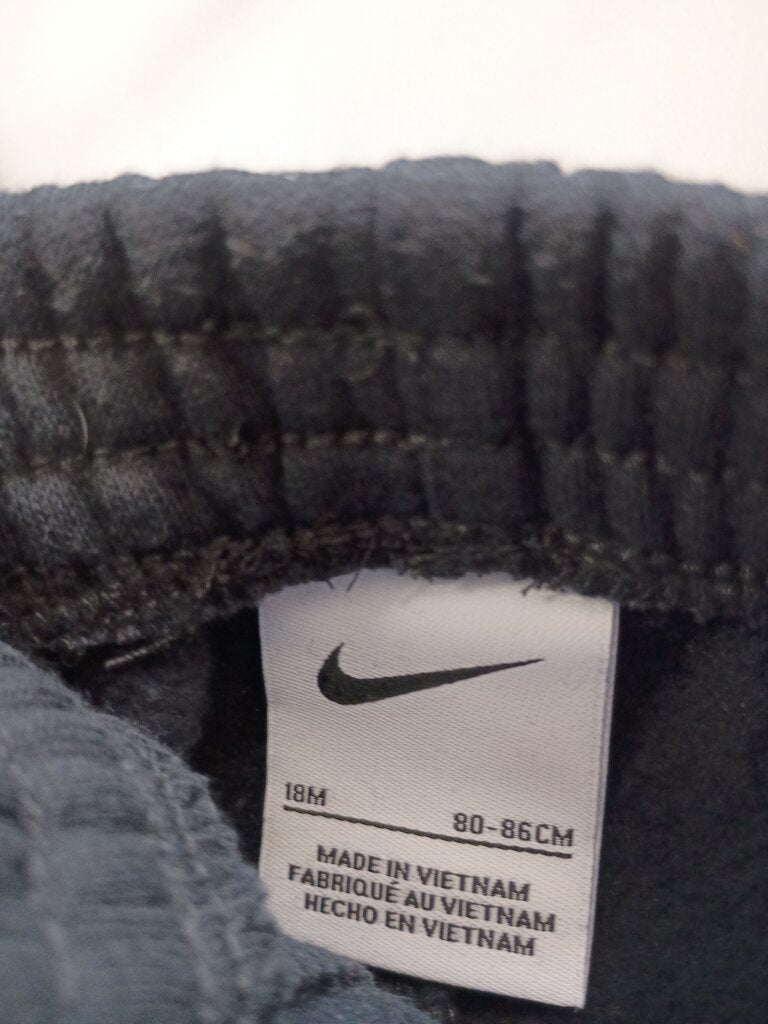 18M
80-86CM
MADE IN VIETNAM
FABRIQUÉ AU VIETNAM
HECHO EN VIETNAM